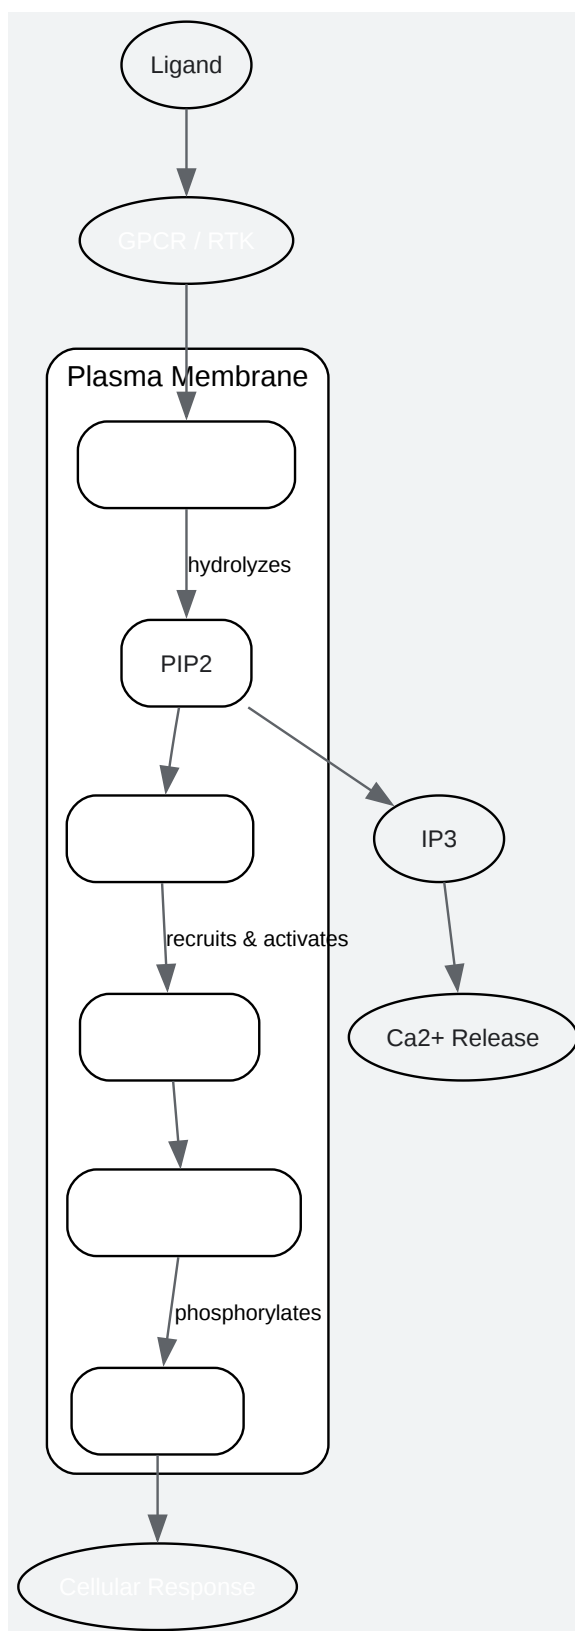 Ligand
GPCR / RTK
Plasma Membrane
hydrolyzes
PIP2
IP3
recruits & activates
Ca2+ Release
phosphorylates
Cellular Response